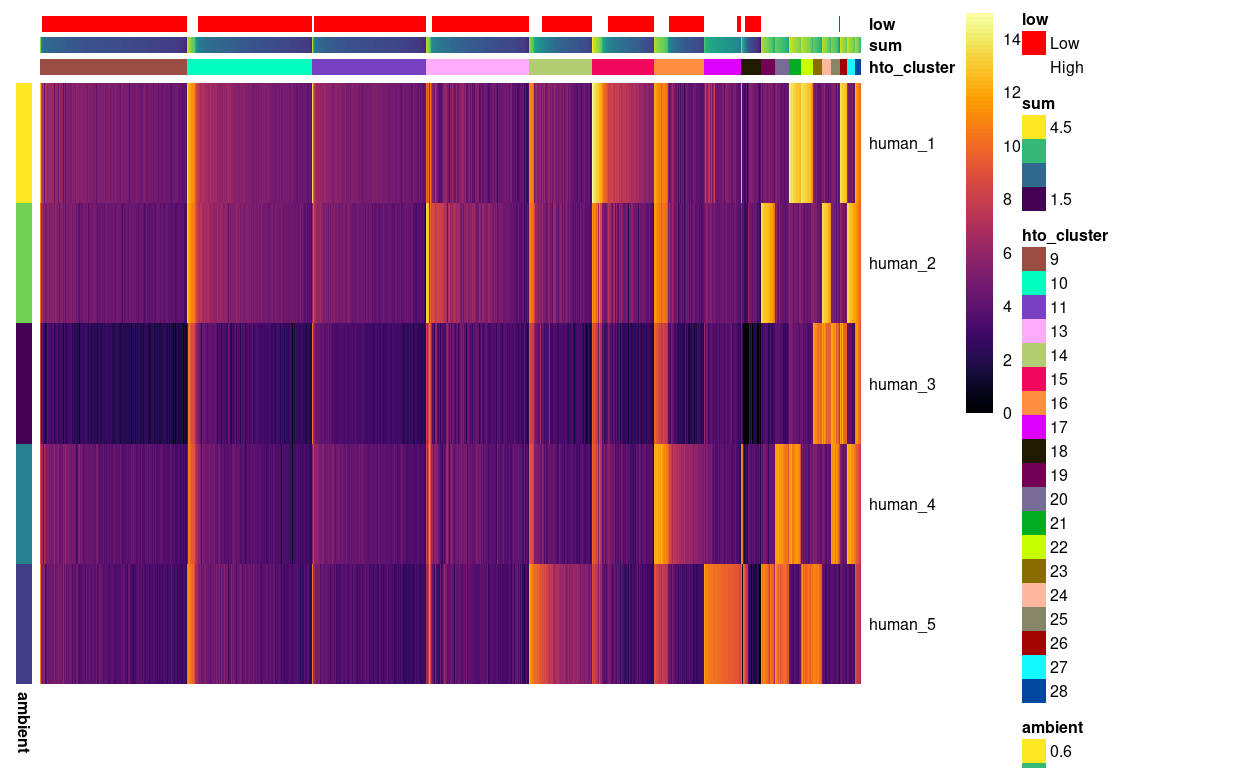 low
sum
hto_cluster
human_1
human_2
human_3
human_4
human_5
ambient
14
12
10
8
6
4
2
0
low
Low
High
sum
4.5
1.5
hto_cluster
9
10
11
13
14
15
16
17
18
19
20
21
22
23
24
25
26
27
28
ambient
0.6